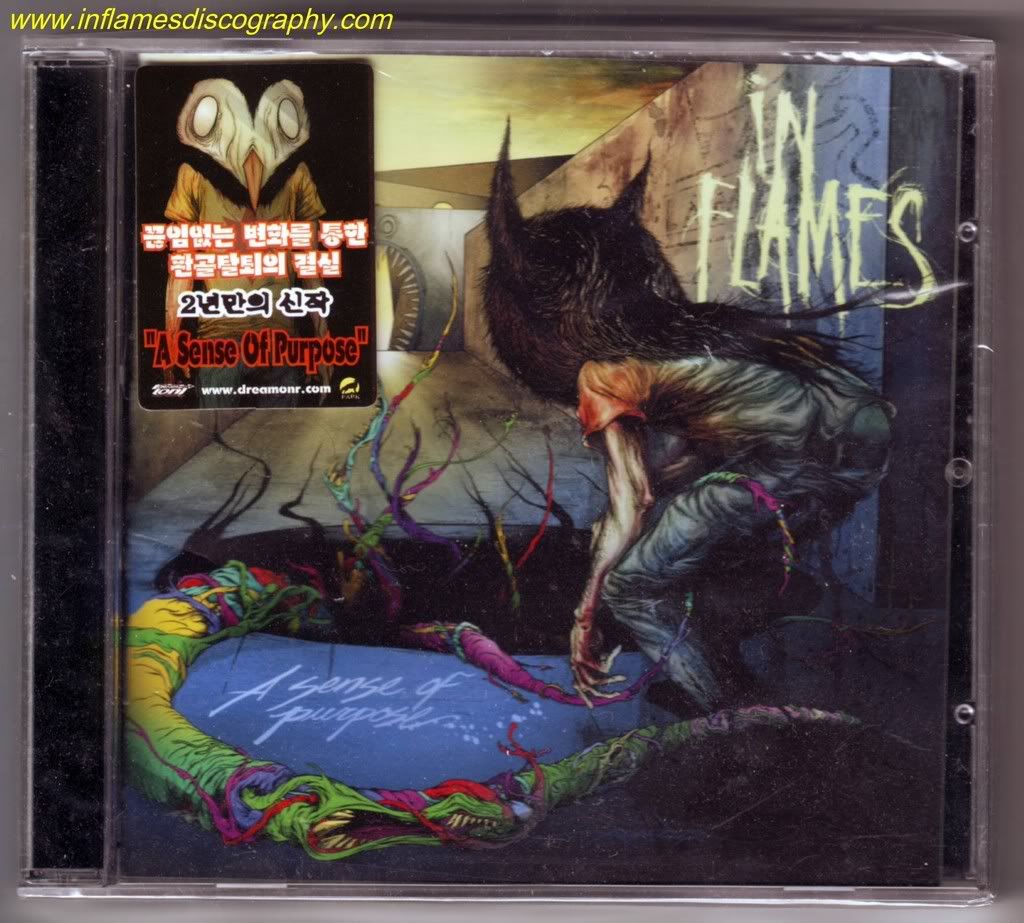 www.inflamesdiscography.com
끊임없는 변화를 통한
환골탈퇴의 결실
2년만의 신작
"A Sense Of Purpose"
www.dreamonr.com
PARK
IN
FLAMES
A sense of
purpose